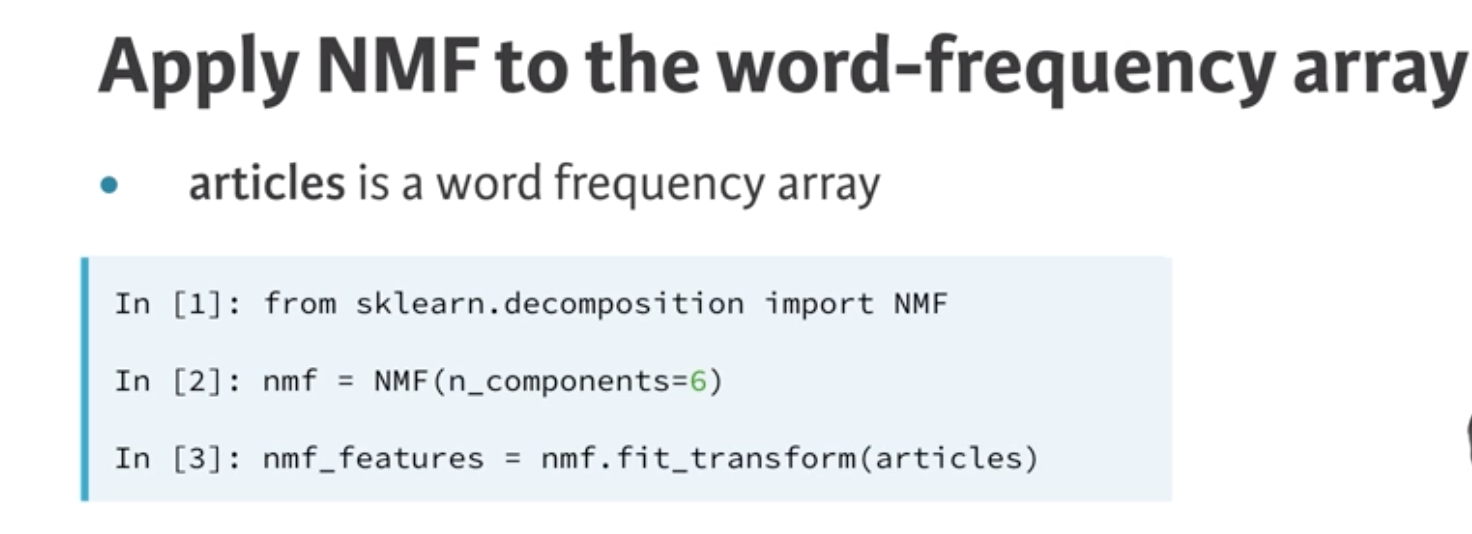 Apply NMF to the word-frequency array
• articles is a word frequency array
In [1]: from sklearn.decomposition import NMF
In [2]: nmf = NMF(n_components=6)
In [3]: nmf_features = nmf.fit_transform(articles)